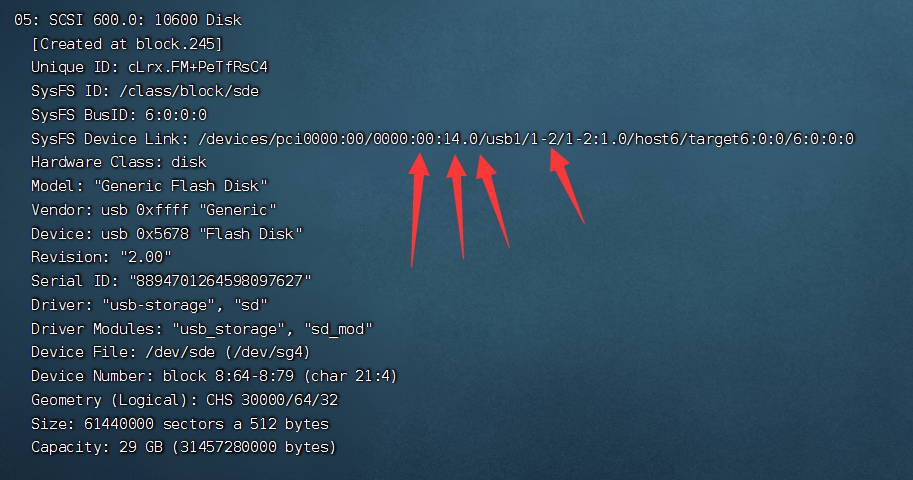 05: SCSI 600.0: 10600 Disk
[Created at block.245]
Unique ID: cLrx.FM+PeTfRsC4
SysFS ID: /class/block/sde
SysFS BusID: 6:0:0:0
SysFS Device Link: /devices/pci0000:00/0000:00:14.0/usb1/1-2/1-2:1.0/host6/target6:0:0/6:0:0:0
Hardware Class: disk
Model: "Generic Flash Disk"
Vendor: usb 0xffff "Generic"
Device: usb 0x5678 "Flash Disk"
Revision: "2.00"
Serial ID: "8894701264598097627"
Driver: "usb-storage", "sd"
Driver Modules: "usb_storage", "sd_mod"
Device File: /dev/sde (/dev/sg4)
Device Number: block 8:64-8:79 (char 21:4)
Geometry (Logical): CHS 30000/64/32
Size: 61440000 sectors a 512 bytes
Capacity: 29 GB (31457280000 bytes)